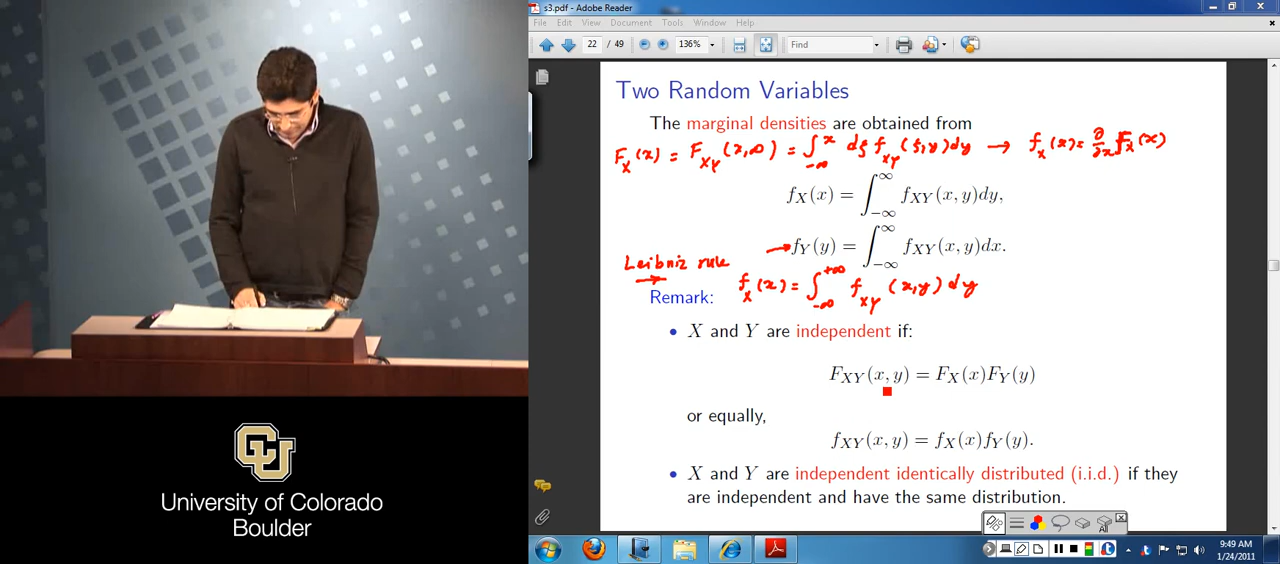 s3.pdf - Adobe Reader
File Edit View Document Tools Window Help
22 / 49 136% Find
Two Random Variables
The marginal densities are obtained from
F_X(x) = F_XY(x,∞) = ∫_{-∞}^{x} dξ f_XY(ξ,y)dy → f_X(x) = ∂/∂x F_X(x)
f_X(x) = ∫_{-∞}^{∞} f_XY(x, y)dy,
→ f_Y(y) = ∫_{-∞}^{∞} f_XY(x, y)dx.
Leibniz rule
→ f_X(x) = ∫_{-∞}^{+∞} f_XY(x,y)dy
Remark:
• X and Y are independent if:
F_XY(x, y) = F_X(x)F_Y(y)
or equally,
f_XY(x, y) = f_X(x)f_Y(y).
• X and Y are independent identically distributed (i.i.d.) if they
are independent and have the same distribution.
All
9:49 AM
1/24/2011
CU
University of Colorado
Boulder